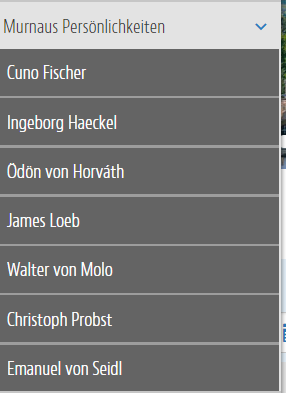 Murnaus Persönlichkeiten
Cuno Fischer
Ingeborg Haeckel
Ödön von Horváth
James Loeb
Walter von Molo
Christoph Probst
Emanuel von Seidl